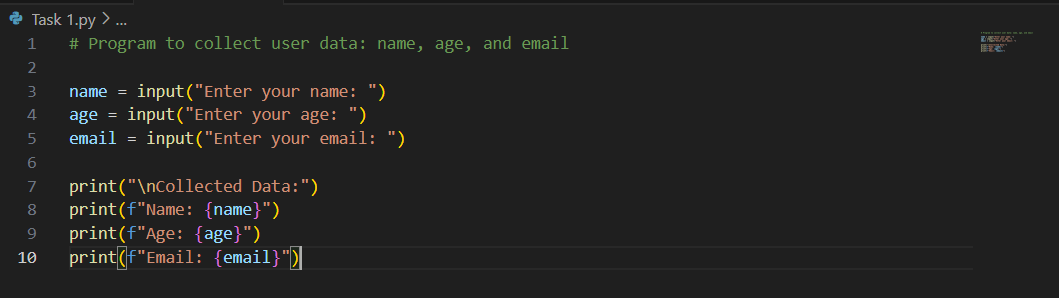 Task 1.py > ...
1 # Program to collect user data: name, age, and email
2
3 name = input("Enter your name: ")
4 age = input("Enter your age: ")
5 email = input("Enter your email: ")
6
7 print("\nCollected Data:")
8 print(f"Name: {name}")
9 print(f"Age: {age}")
10 print(f"Email: {email}")